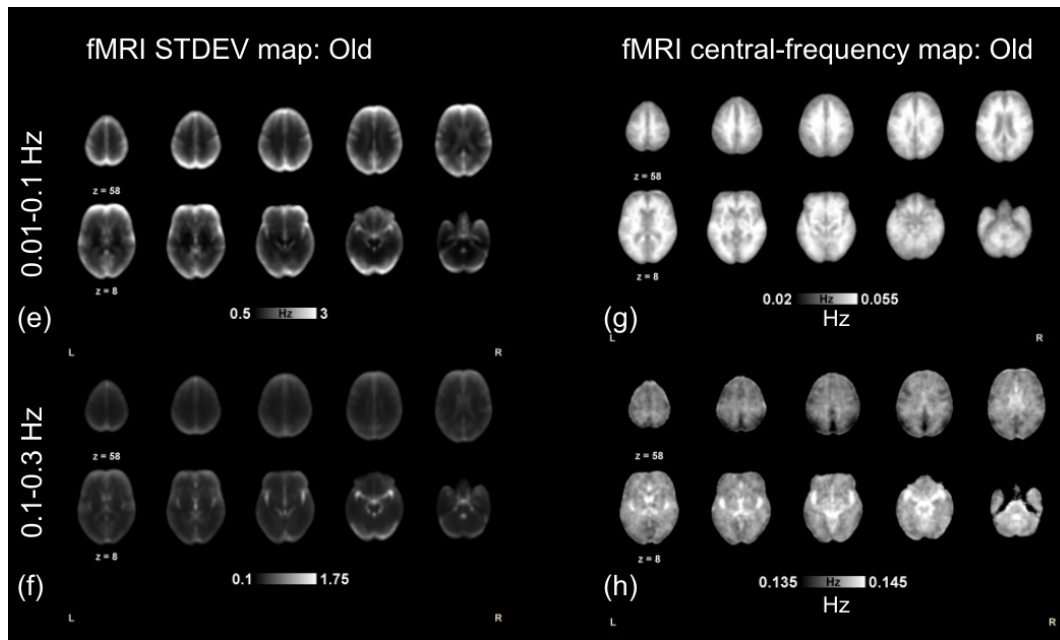 fMRI STDEV map: Old
fMRI central-frequency map: Old
0.01-0.1 Hz
z = 58
z = 8
0.5 Hz 3
(e)
L R
z = 58
z = 8
0.02 Hz 0.055
Hz
(g)
L R
0.1-0.3 Hz
z = 58
z = 8
0.1 1.75
(f)
L R
z = 58
z = 8
0.135 Hz 0.145
Hz
(h)
L R